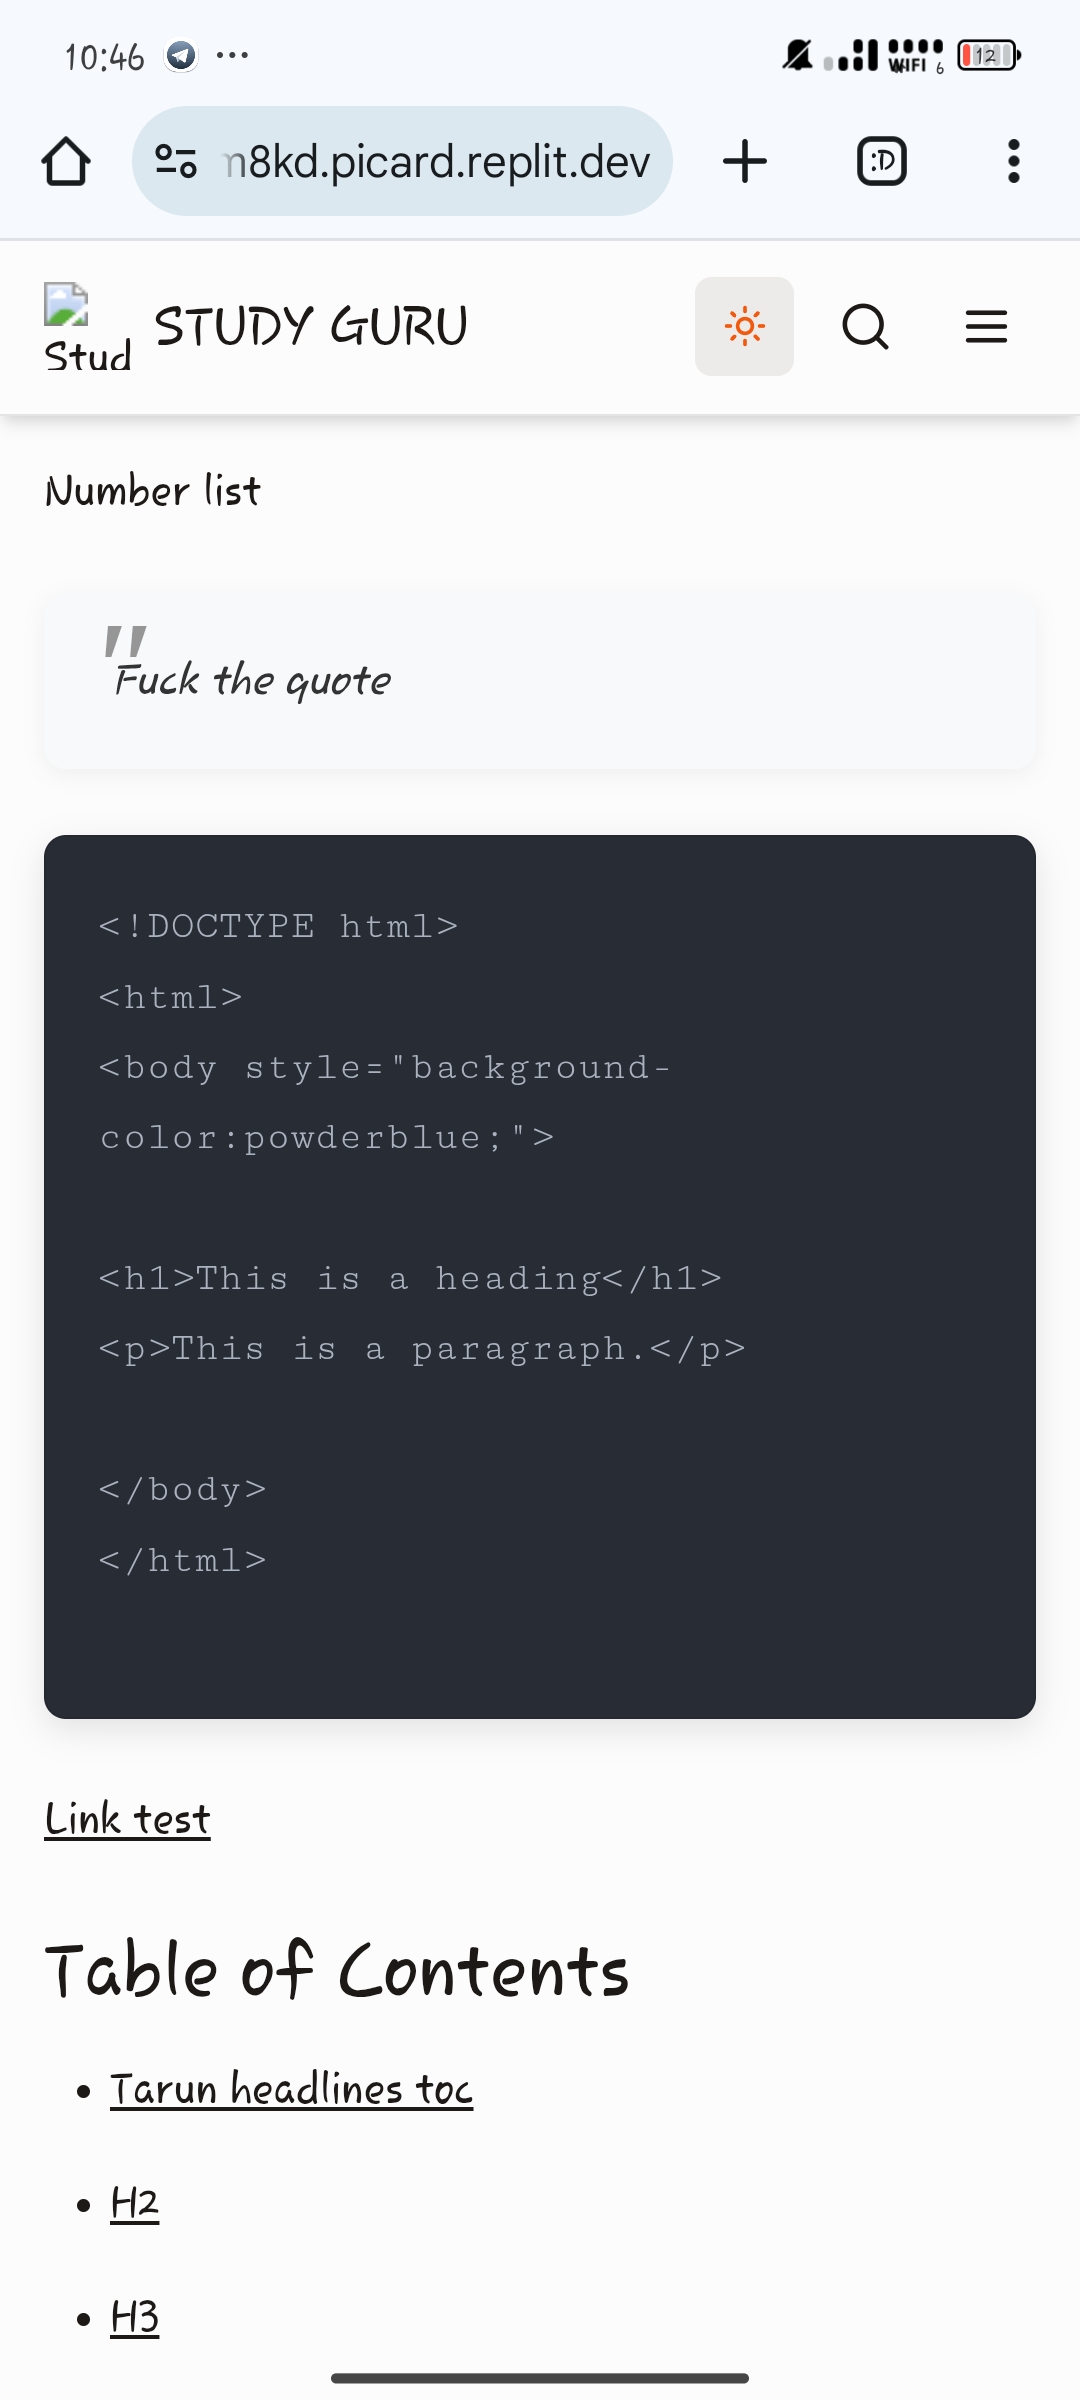 10:46
WIFI 6 12
m8kd.picard.replit.dev :D
Stud STUDY GURU
Number list
"
Fuck the quote
<!DOCTYPE html>
<html>
<body style="background-
color:powderblue;">
<h1>This is a heading</h1>
<p>This is a paragraph.</p>
</body>
</html>
Link test
Table of Contents
• Tarun headlines toc
• H2
• H3